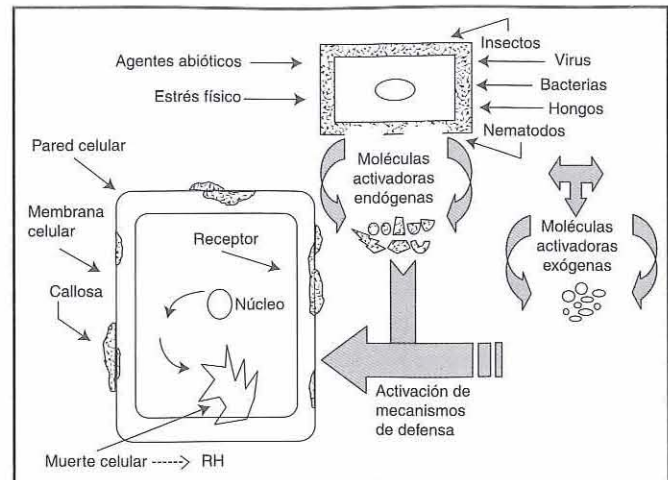 Insectos
Agentes abióticos
Virus
Estrés físico
Bacterias
Hongos
Nematodos
Pared celular
Moléculas
activadoras
endógenas
Membrana
celular
Receptor
Moléculas
activadoras
exógenas
Callosa
Núcleo
Activación de
mecanismos
de defensa
Muerte celular RH